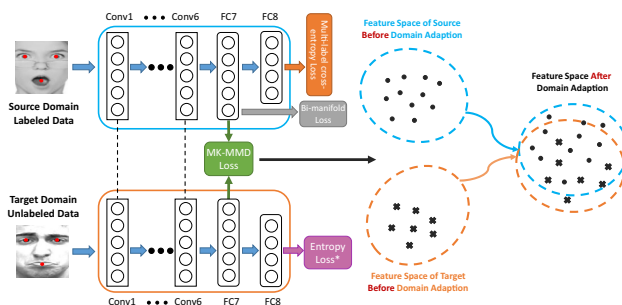 Conv1 ••• Conv6 FC7 FC8
Multi-label cross-
entropy Loss
Source Domain
Labeled Data
Bi-manifold
Loss
MK-MMD
Loss
Target Domain
Unlabeled Data
Entropy
Loss*
Conv1 ••• Conv6 FC7 FC8
Feature Space of Source
Before Domain Adaption
Feature Space After
Domain Adaption
Feature Space of Target
Before Domain Adaption